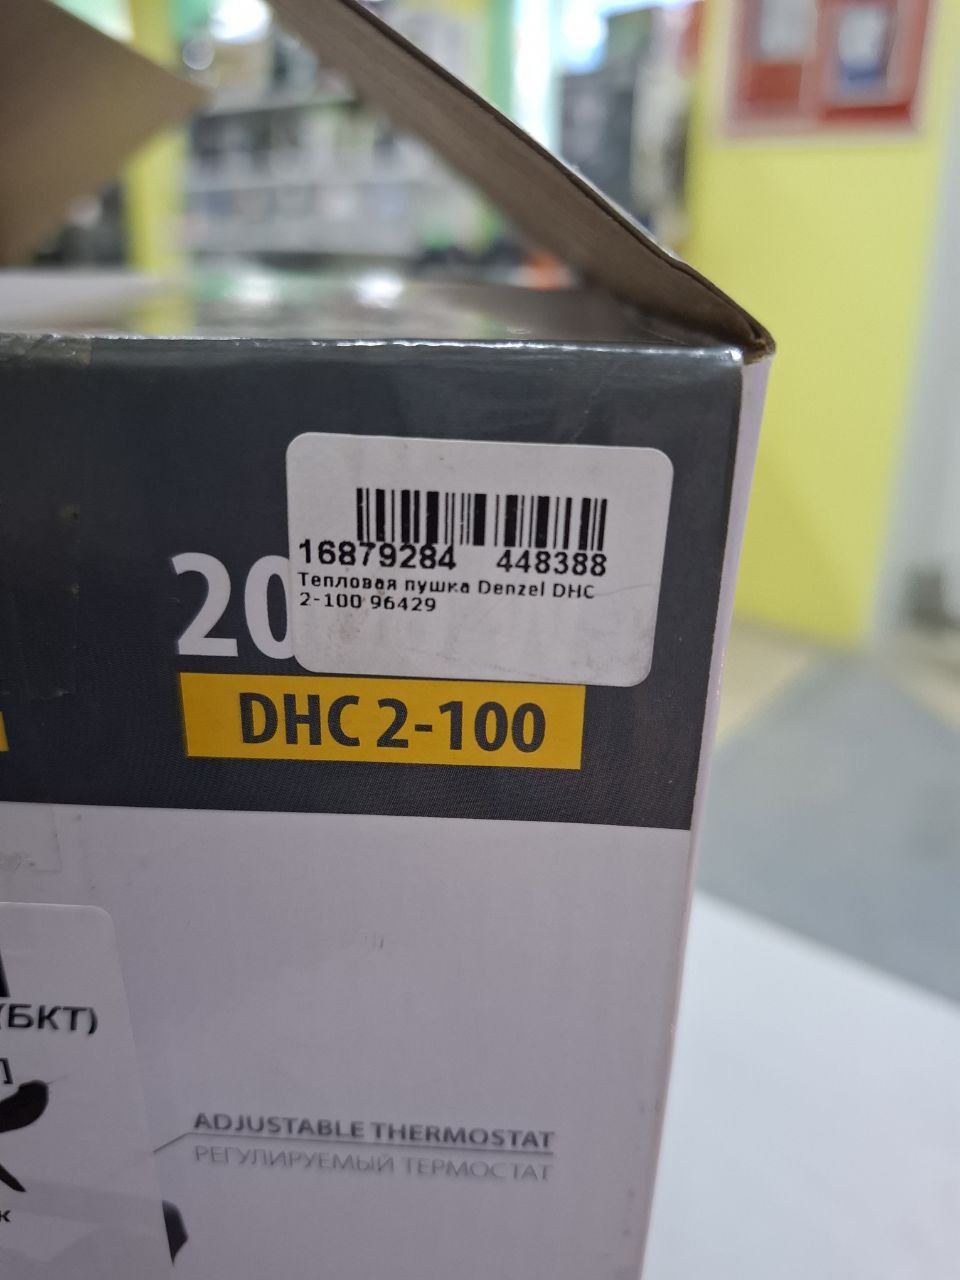 16879284 448388
Тепловая пушка Denzel DHC
2-100 96429
20
DHC 2-100
(БКТ)
ADJUSTABLE THERMOSTAT
РЕГУЛИРУЕМЫЙ ТЕРМОСТАТ